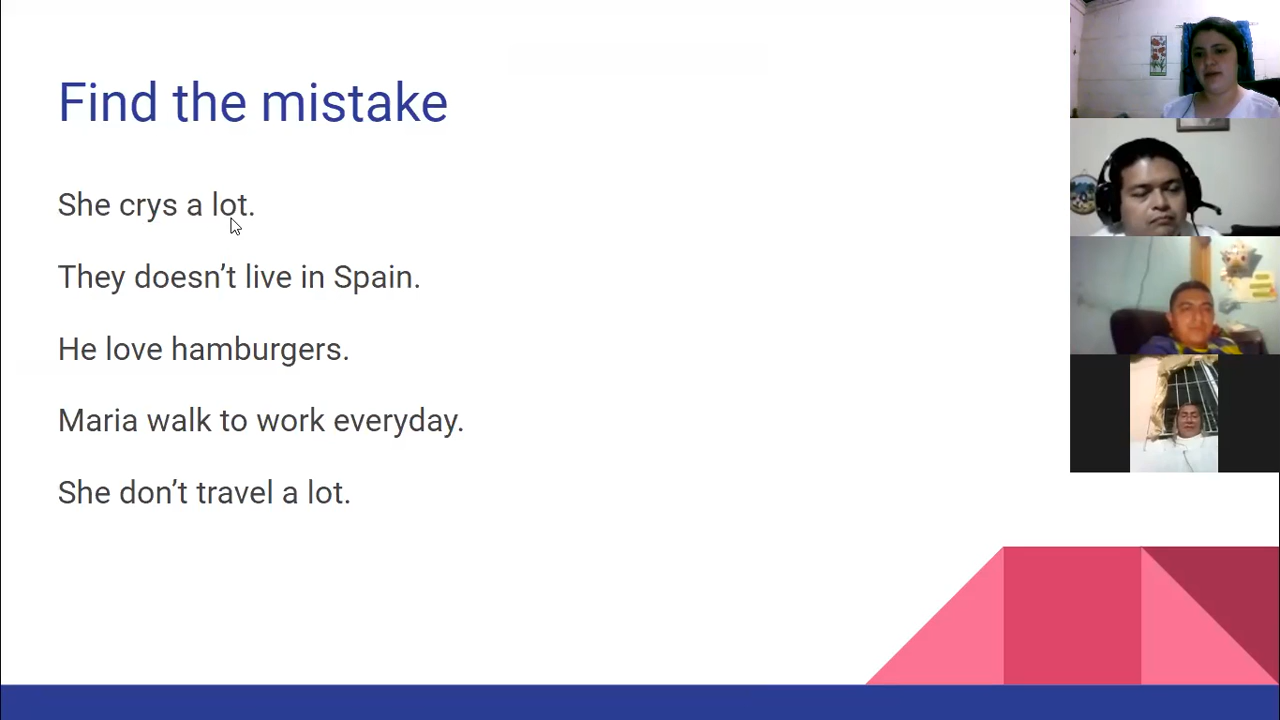 Find the mistake
She crys a lot.
They doesn’t live in Spain.
He love hamburgers.
Maria walk to work everyday.
She don’t travel a lot.